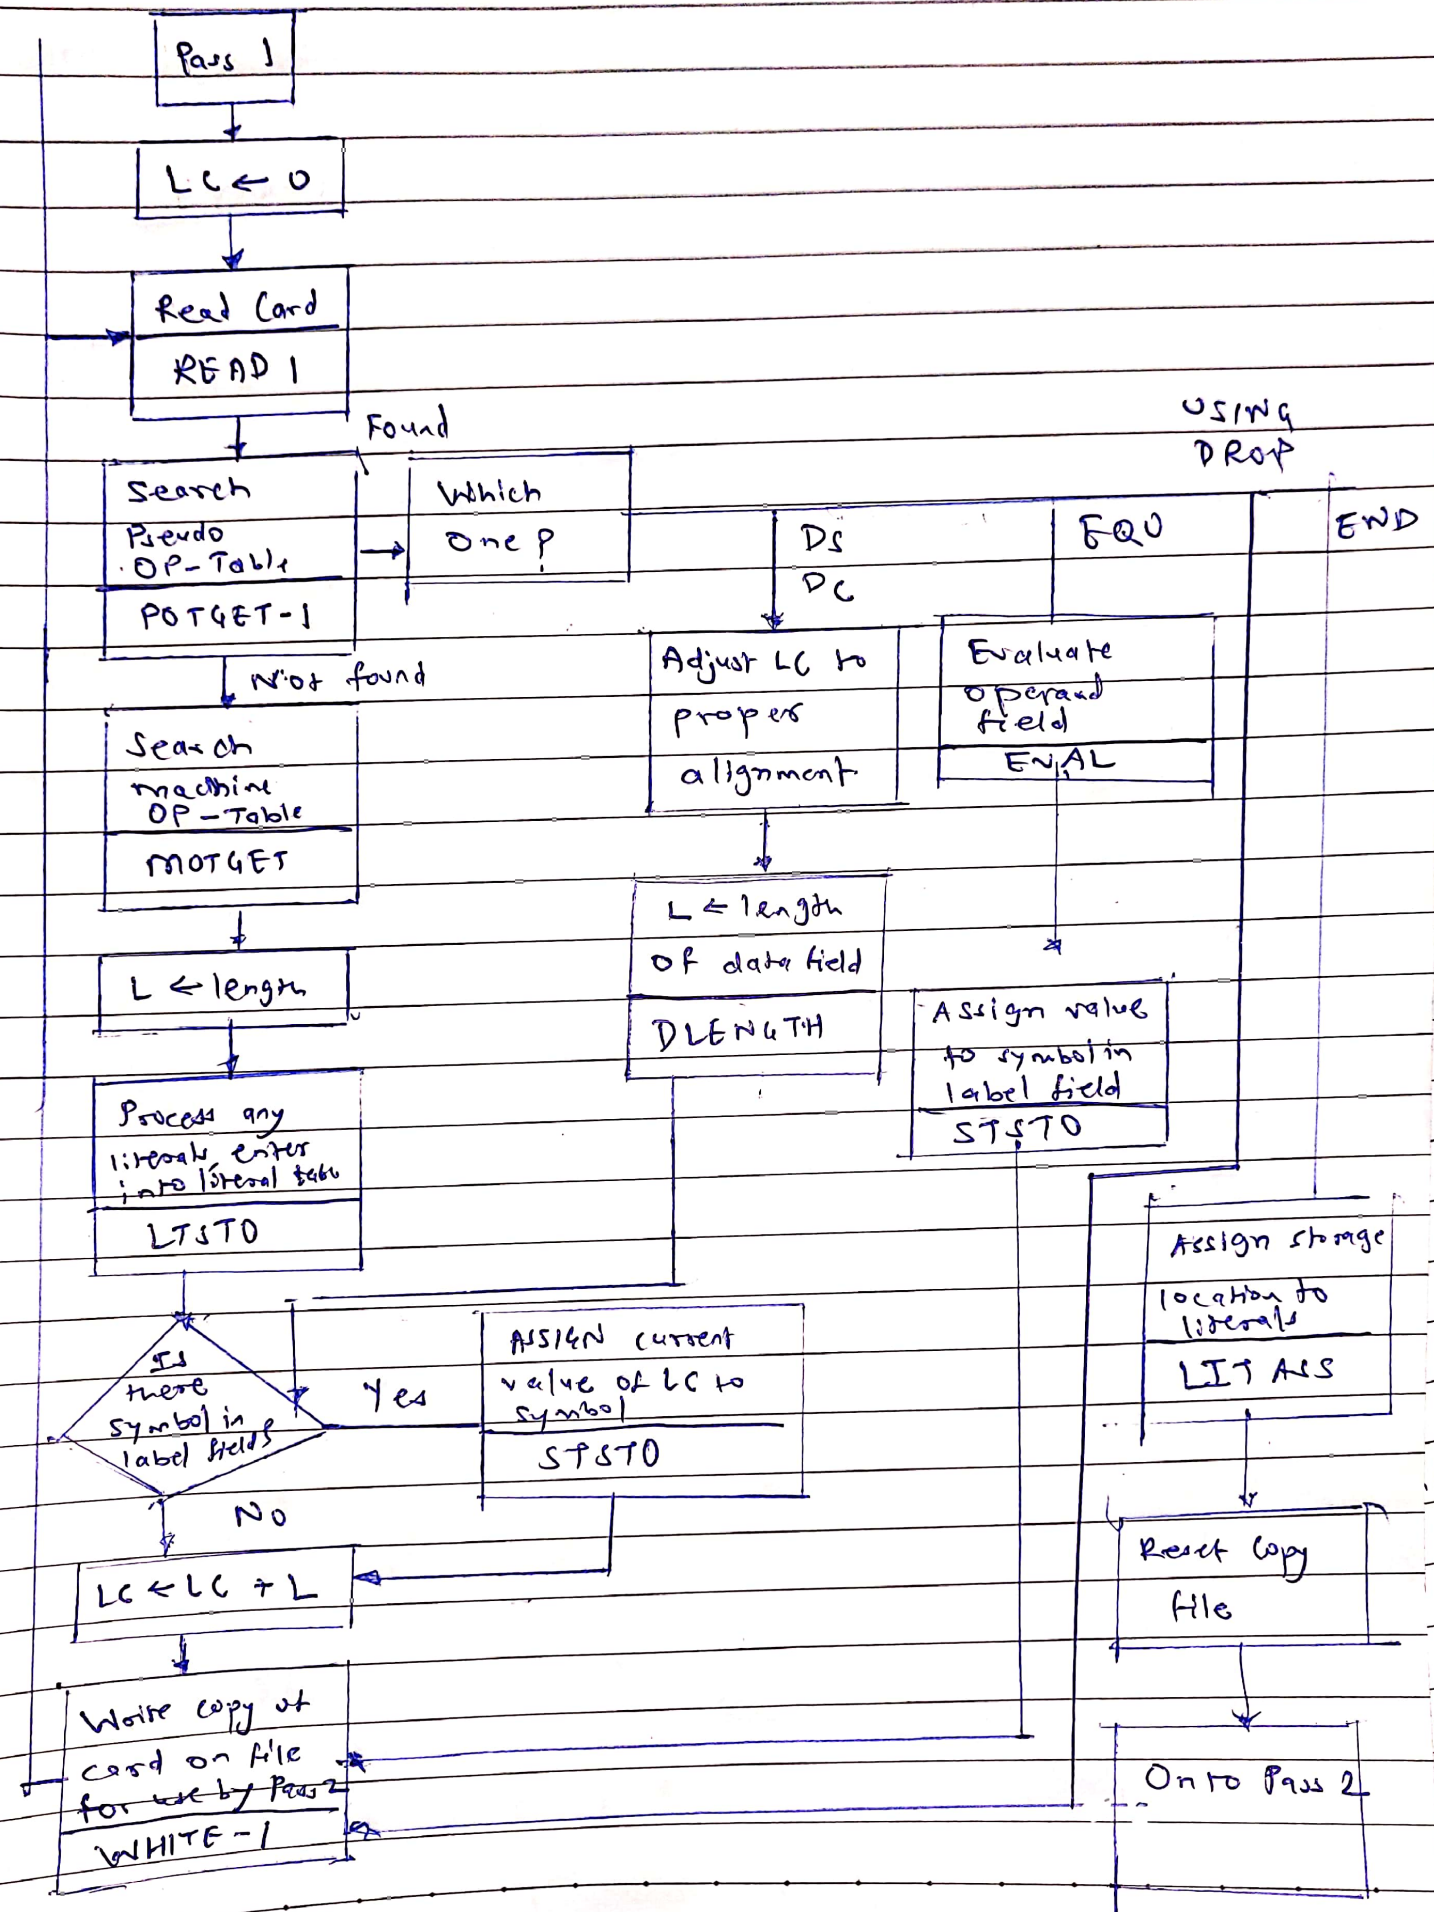 Pass 1
LC ← 0
Read Card
READ 1
Found
Search
Pseudo
OP-Table
POTGET-1
Which
One ?
USING
DROP
DS
DC
EQU
END
Not found
Search
machine
OP-Table
MOTGET
L ← length
Process any
literals, enter
into literal table
LTSTO
Adjust LC to
proper
alignment
L ← length
Of data field
DLENGTH
Evaluate
operand
field
EVAL
Assign value
to symbol in
label field
STSTO
Assign storage
location to
literals
LIT ASS
Reset Copy
file
On to Pass 2
Is
there
symbol in
label field?
Yes
ASSIGN current
value of LC to
symbol
STSTO
NO
LC ← LC + L
Write copy of
card on file
for use by Pass 2
WHITE-1